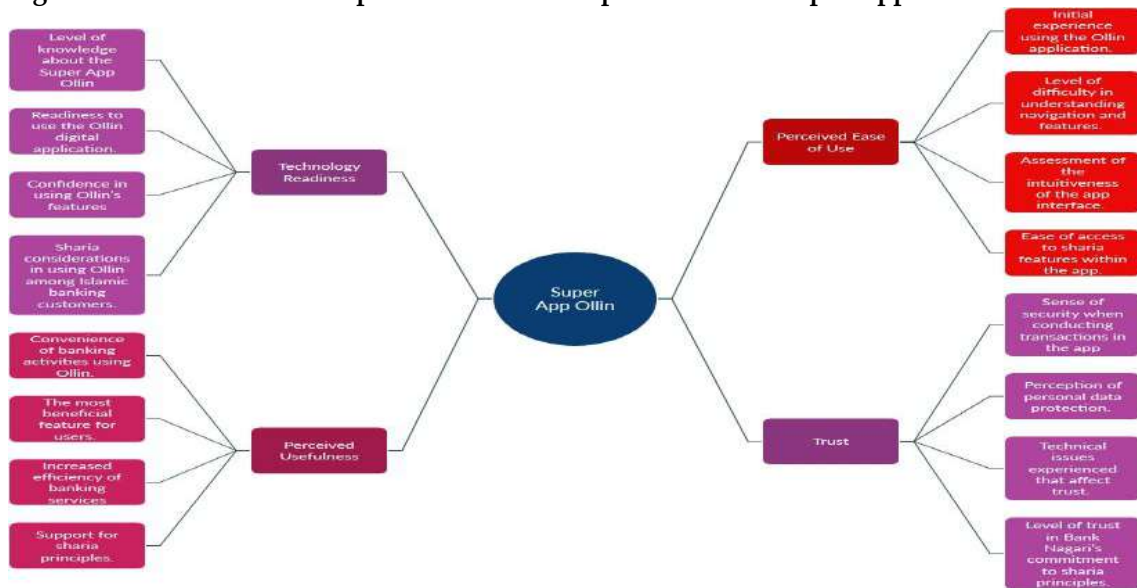 Level of
knowledge
about the
Super App
Ollin
Readiness to
use the Ollin
digital
application.
Confidence in
using Ollin's
features
Sharia
considerations
in using Ollin
among Islamic
banking
customers.
Technology
Readiness
Convenience
of banking
activities using
Ollin.
The most
beneficial
feature for
users.
Increased
efficiency of
banking
services
Support for
sharia
principles.
Perceived
Usefulness
Super
App Ollin
Perceived Ease
of Use
Initial
experience
using the Ollin
application.
Level of
difficulty in
understanding
navigation and
features.
Assessment of
the
intuitiveness
of the app
interface.
Ease of access
to sharia
features within
the app.
Trust
Sense of
security when
conducting
transactions in
the app
Perception of
personal data
protection.
Technical
issues
experienced
that affect
trust.
Level of trust
in Bank
Nagari's
commitment
to sharia
principles.